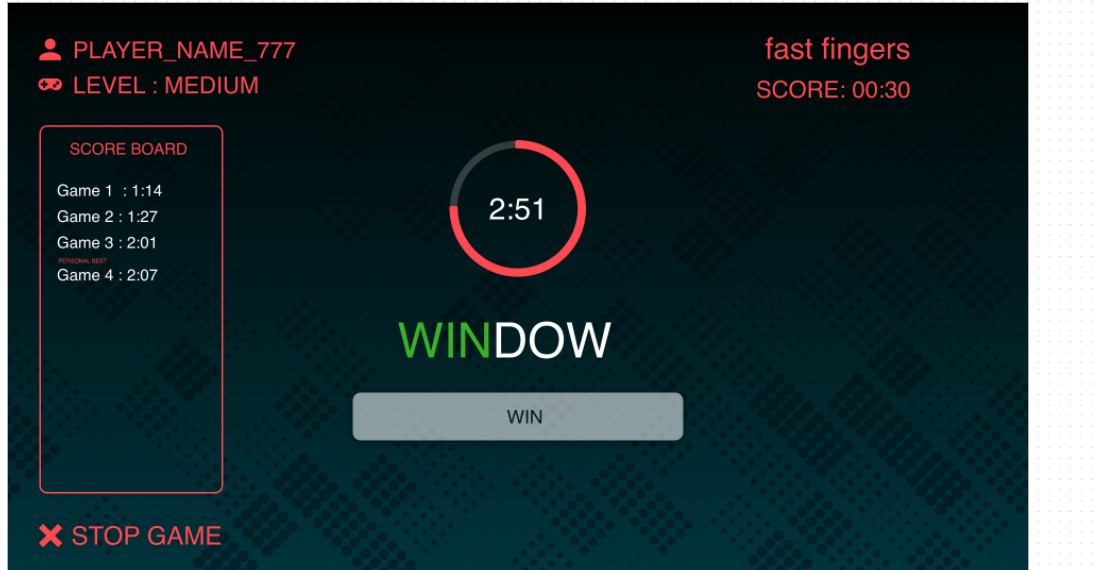 PLAYER_NAME_777
LEVEL : MEDIUM
fast fingers
SCORE: 00:30
SCORE BOARD
Game 1 : 1:14
Game 2 : 1:27
Game 3 : 2:01
PERSONAL BEST
Game 4 : 2:07
2:51
WINDOW
WIN
STOP GAME